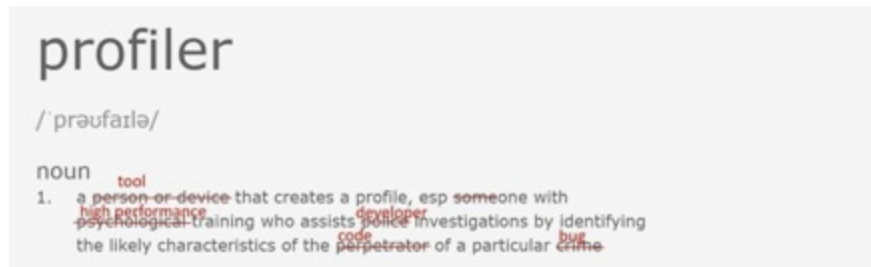 profiler
/ˈprəʊfaɪlə/
noun
tool
1. a person or device that creates a profile, esp someone with
high performance developer
psychological training who assists police investigations by identifying
code bug
the likely characteristics of the perpetrator of a particular crime